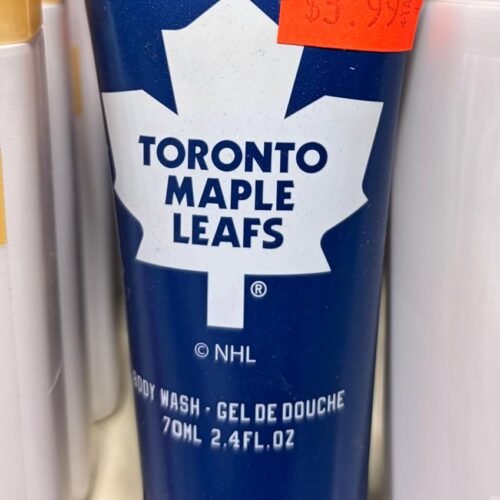 $3.99
TORONTO
MAPLE
LEAFS
®
© NHL
BODY WASH · GEL DE DOUCHE
70ML 2.4FL.OZ